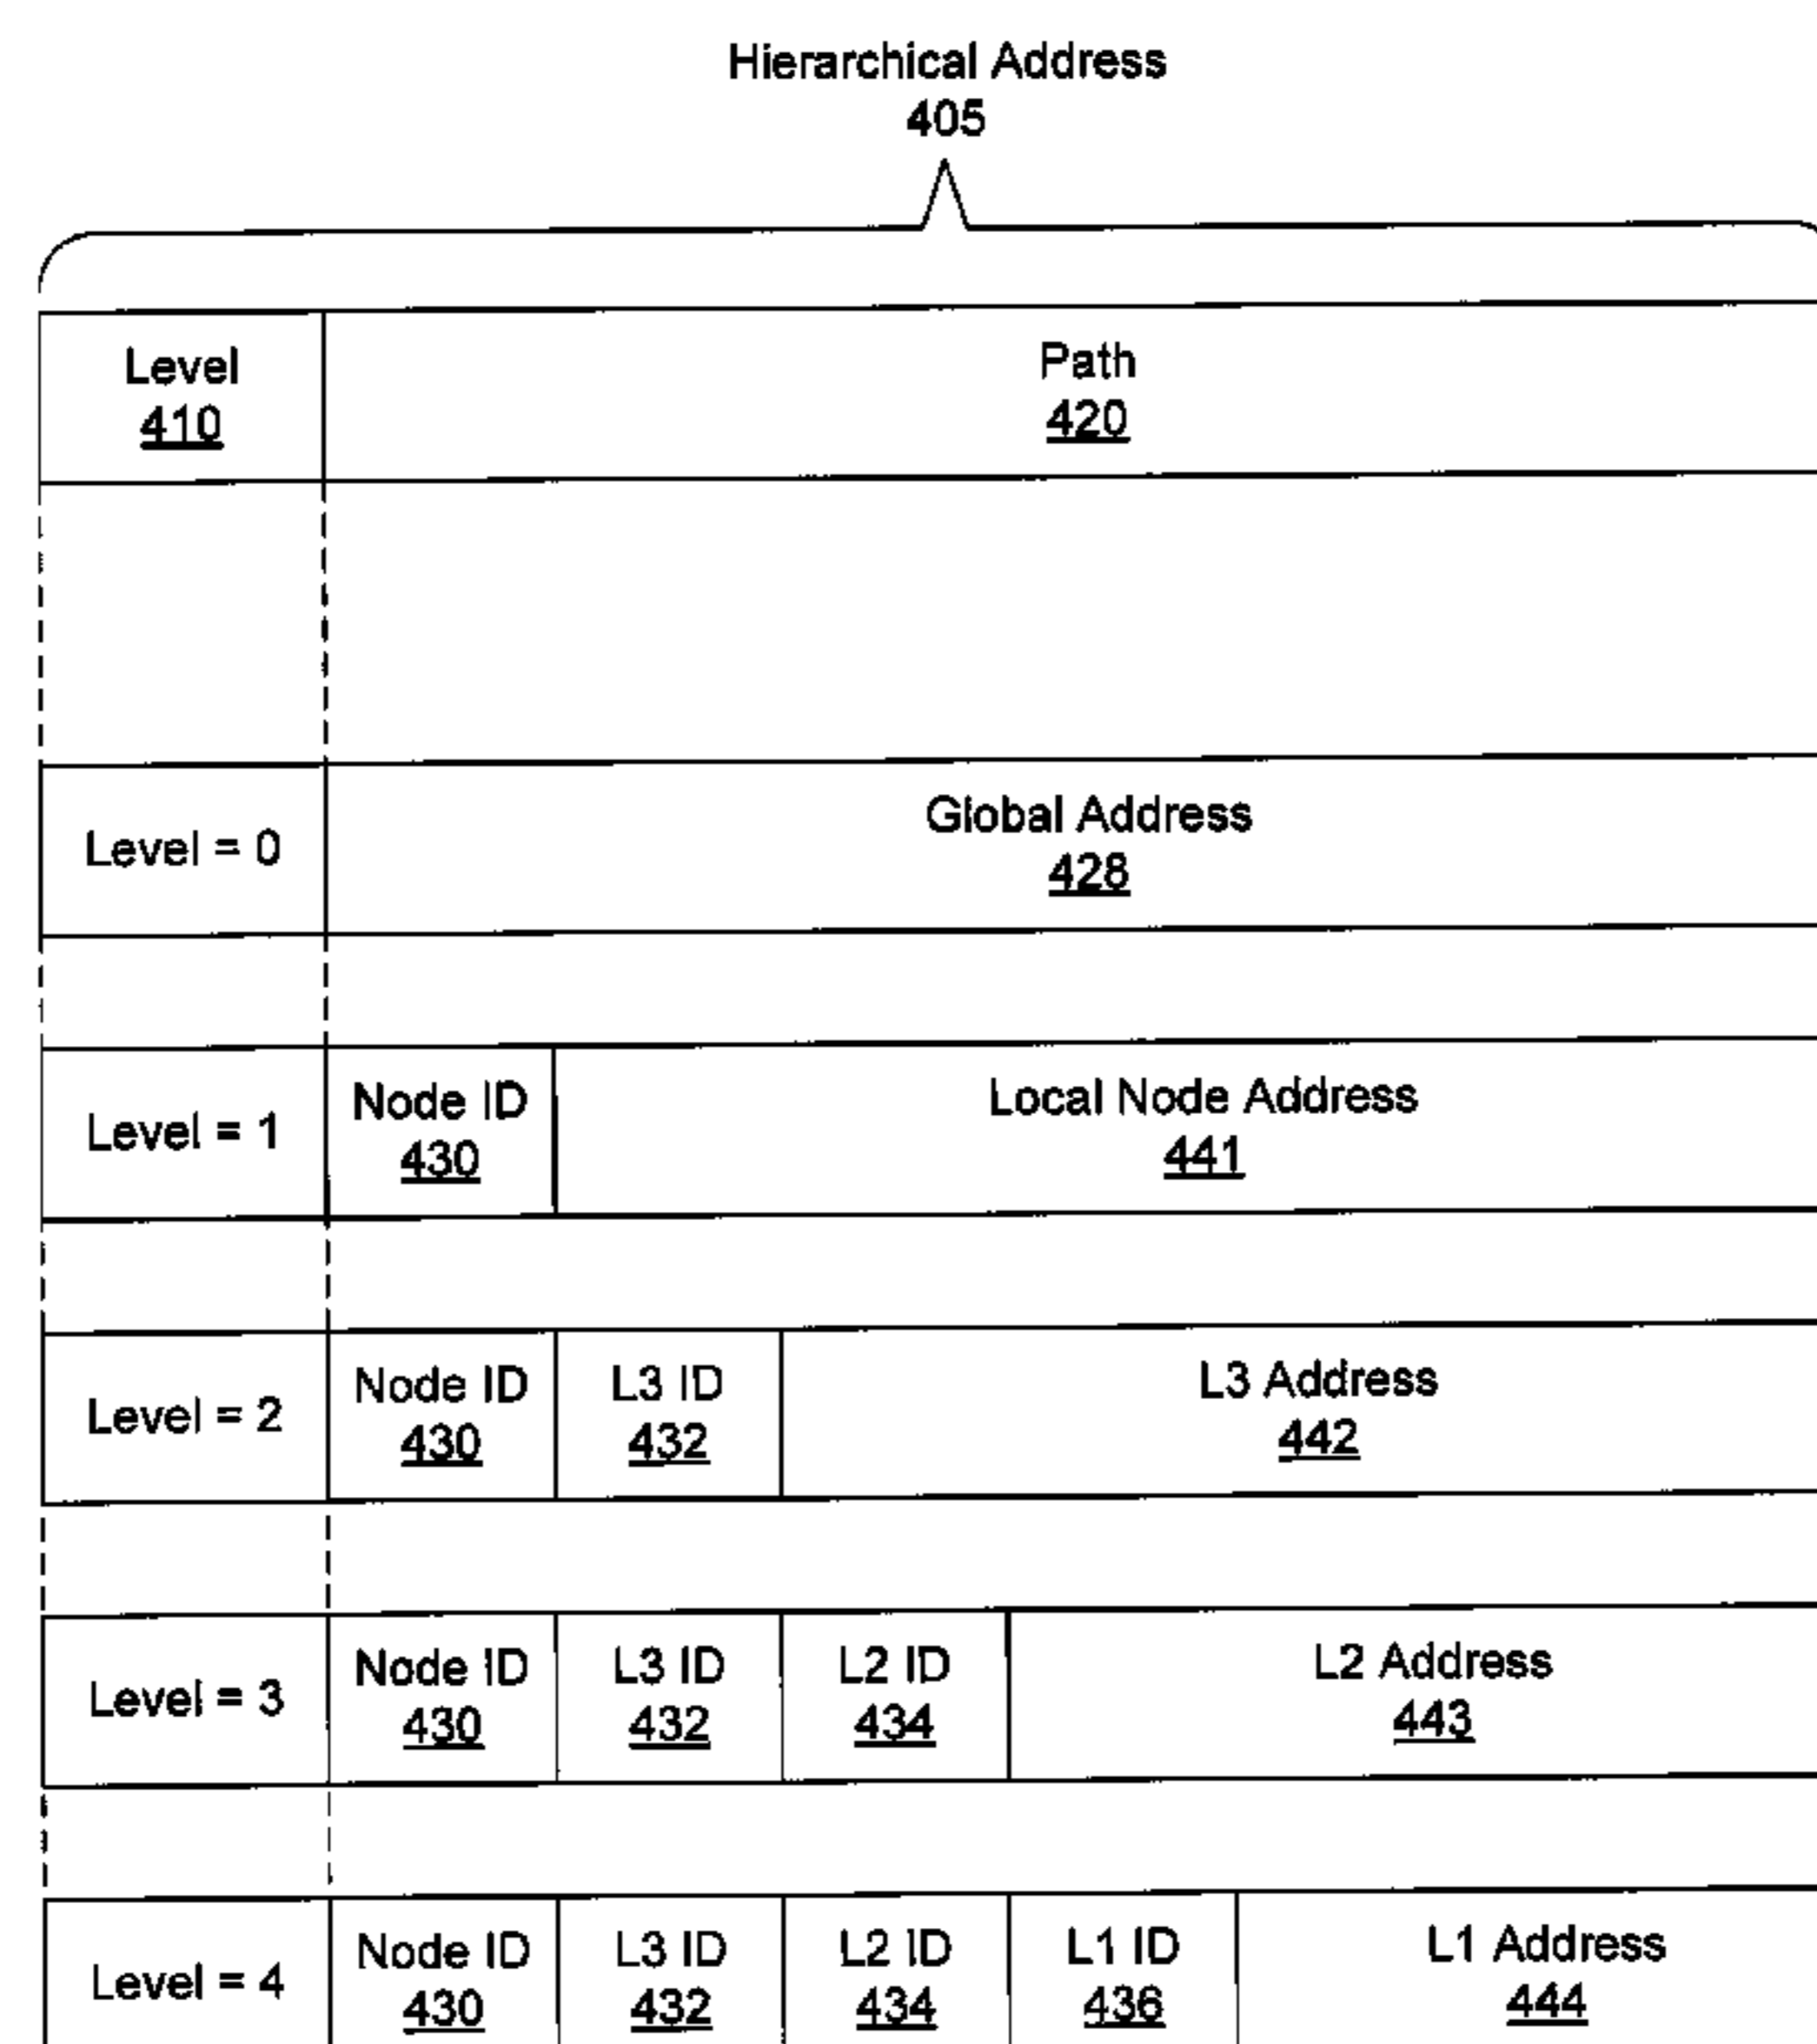 Hierarchical Address
405
Level
410
Path
420
Level = 0
Global Address
428
Level = 1
Node ID
430
Local Node Address
441
Level = 2
Node ID
430
L3 ID
432
L3 Address
442
Level = 3
Node ID
430
L3 ID
432
L2 ID
434
L2 Address
443
Level = 4
Node ID
430
L3 ID
432
L2 ID
434
L1 ID
436
L1 Address
444